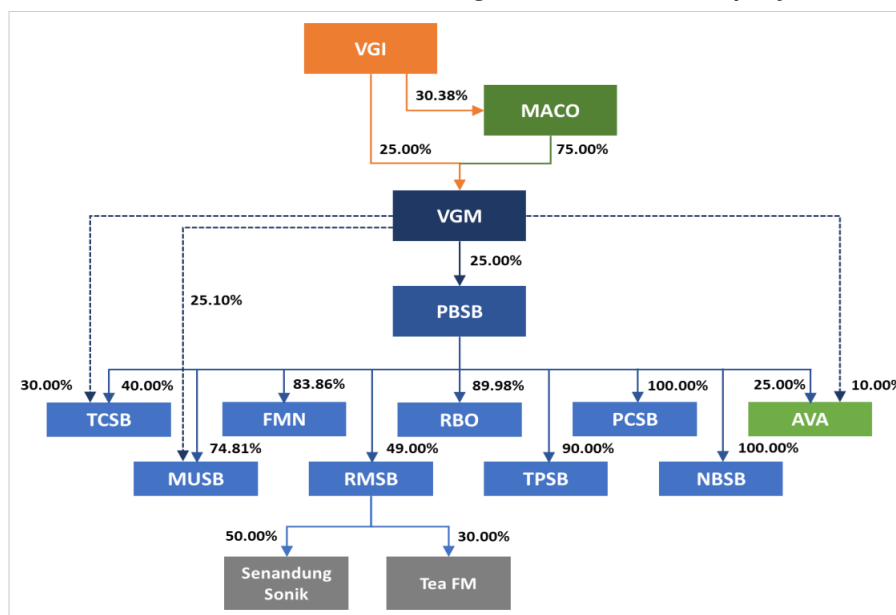 VGI
30.38%
MACO
25.00%
75.00%
VGM
25.00%
25.10%
PBSB
30.00%
40.00%
83.86%
89.98%
100.00%
25.00%
10.00%
TCSB
FMN
RBO
PCSB
AVA
74.81%
49.00%
90.00%
100.00%
MUSB
RMSB
TPSB
NBSB
50.00%
30.00%
Senandung
Sonik
Tea FM